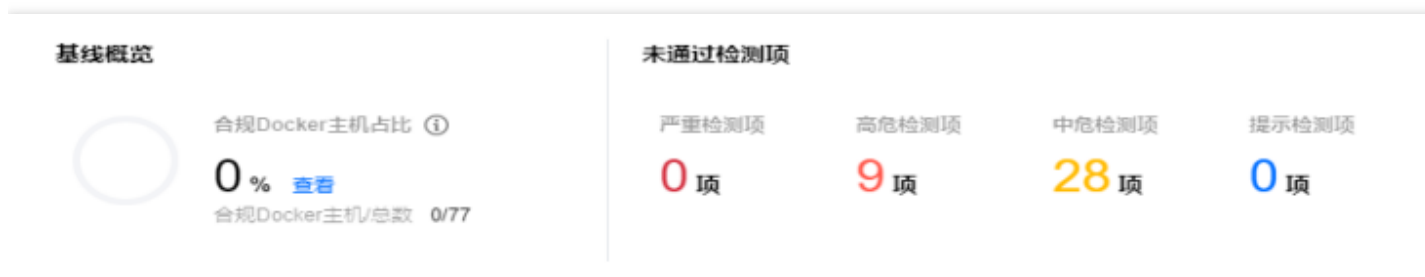 基线概览
合规Docker主机占比
0 % 查看
合规Docker主机/总数 0/77
未通过检测项
严重检测项 高危检测项 中危检测项 提示检测项
0 项 9 项 28 项 0 项